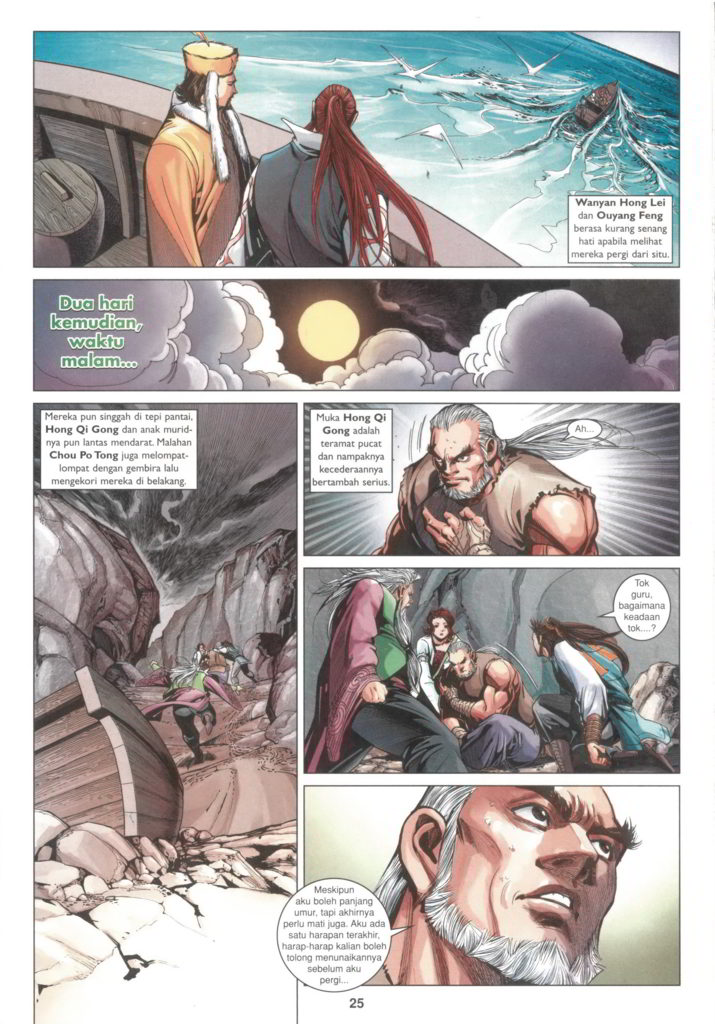 Wanyan Hong Lei
dan Ouyang Feng
berasa kurang senang
hati apabila melihat
mereka pergi dari situ.
Dua hari
kemudian,
waktu
malam...
Mereka pun singgah di tepi pantai,
Hong Qi Gong dan anak murid-
nya pun lantas mendarat. Malahan
Chou Po Tong juga melompat-
lompat dengan gembira lalu
mengekori mereka di belakang.
Muka Hong Qi
Gong adalah
teramat pucat
dan nampaknya
kecederaannya
bertambah serius.
Ah...
Tok
guru,
bagaimana
keadaan
tok....?
Meskipun
aku boleh panjang
umur, tapi akhirnya
perlu mati juga. Aku ada
satu harapan terakhir,
harap-harap kalian boleh
tolong menunaikannya
sebelum aku
pergi...
25